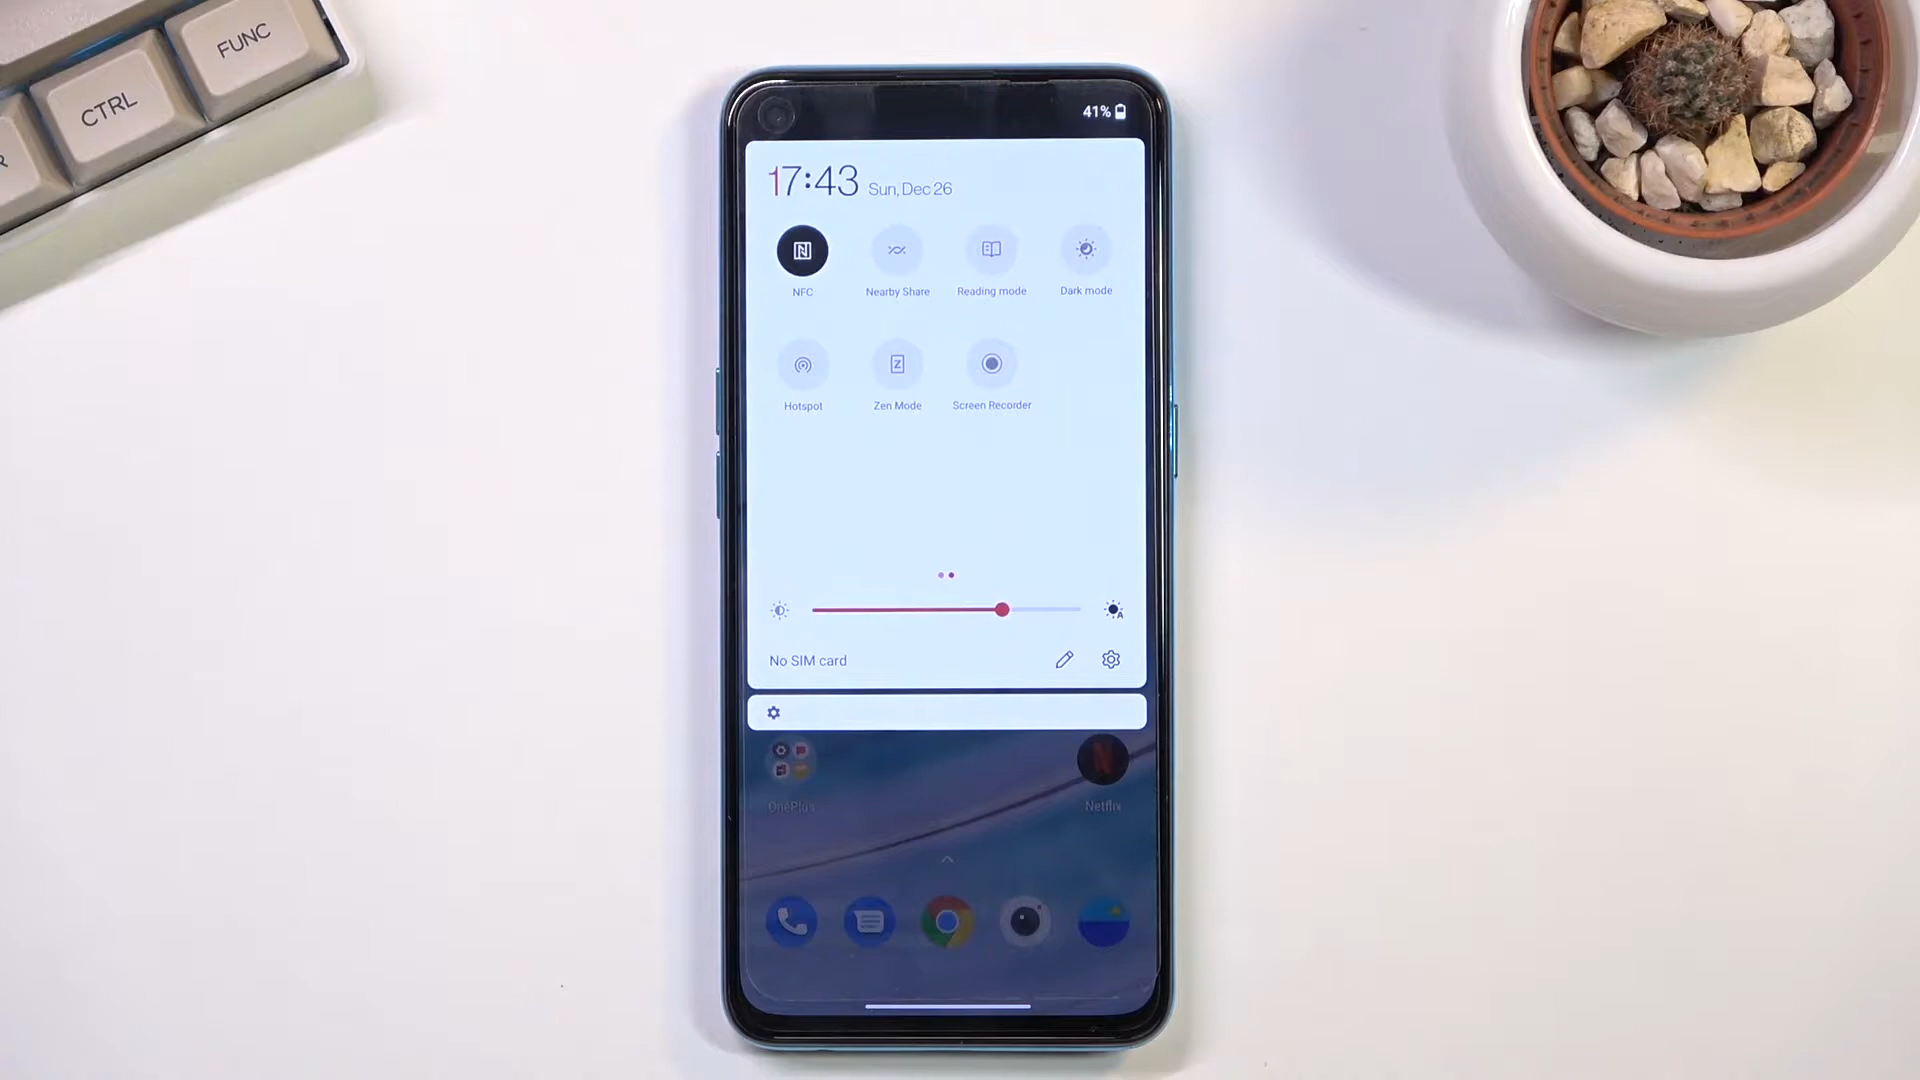 FUNC
CTRL
R
41%
17:43 Sun, Dec 26
NFC
Nearby Share
Reading mode
Dark mode
Hotspot
Zen Mode
Screen Recorder
No SIM card
OnePlus
Netflix